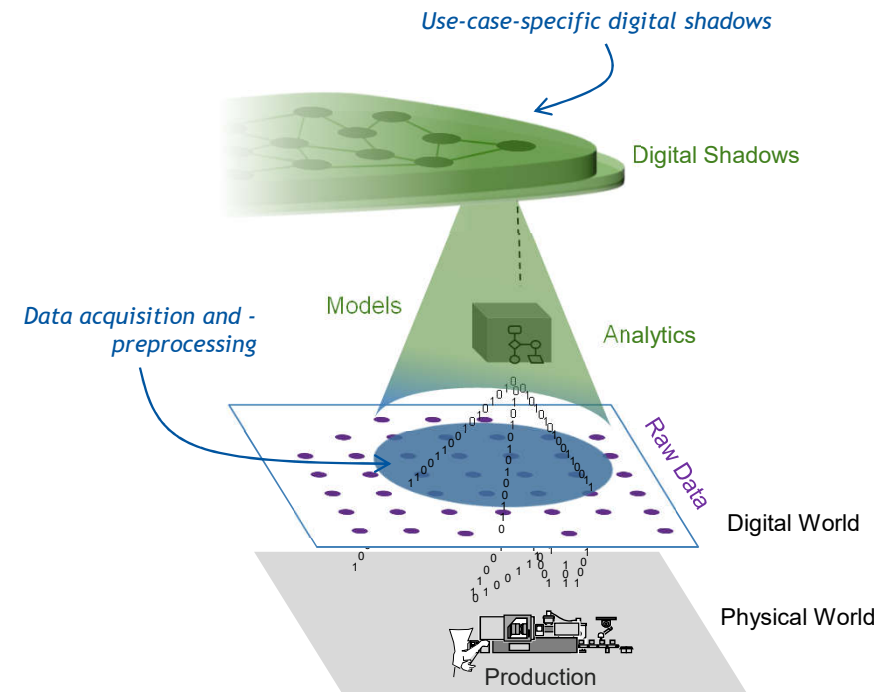 Use-case-specific digital shadows
Digital Shadows
Models
Data acquisition and -
preprocessing
Analytics
Raw Data
Digital World
Physical World
Production